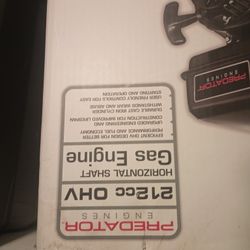 PREDATOR
ENGINES
PREDATOR
ENGINES
212cc OHV
HORIZONTAL SHAFT
Gas Engine
EFFICIENT OHV DESIGN FOR BETTER
PERFORMANCE AND FUEL ECONOMY
UPGRADED ENGINEERING AND
CONSTRUCTION FOR IMPROVED LIFESPAN
DURABLE CAST IRON CYLINDER
WITHSTANDS WEAR AND ABUSE
USER FRIENDLY CONTROLS FOR EASY
STARTING AND OPERATION